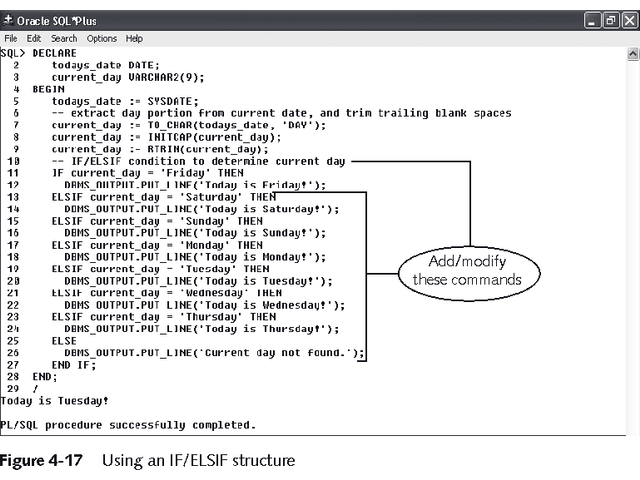 Oracle SQL*Plus
File Edit Search Options Help
SQL> DECLARE
2 todays_date DATE;
3 current_day VARCHAR2(9);
4 BEGIN
5 todays_date := SYSDATE;
6 -- extract day portion from current date, and trim trailing blank spaces
7 current_day := TO_CHAR(todays_date, 'DAY');
8 current_day := INITCAP(current_day);
9 current_day := RTRIM(current_day);
10 -- IF/ELSIF condition to determine current day
11 IF current_day = 'Friday' THEN
12 DBMS_OUTPUT.PUT_LINE('Today is Friday!');
13 ELSIF current_day = 'Saturday' THEN
14 DBMS_OUTPUT.PUT_LINE('Today is Saturday!');
15 ELSIF current_day = 'Sunday' THEN
16 DBMS_OUTPUT.PUT_LINE('Today is Sunday!');
17 ELSIF current_day = 'Monday' THEN
18 DBMS_OUTPUT.PUT_LINE('Today is Monday!');
19 ELSIF current_day = 'Tuesday' THEN
20 DBMS_OUTPUT.PUT_LINE('Today is Tuesday!');
21 ELSIF current_day = 'Wednesday' THEN
22 DBMS_OUTPUT.PUT_LINE('Today is Wednesday!');
23 ELSIF current_day = 'Thursday' THEN
24 DBMS_OUTPUT.PUT_LINE('Today is Thursday!');
25 ELSE
26 DBMS_OUTPUT.PUT_LINE('Current day not found.');
27 END IF;
28 END;
29 /
Today is Tuesday!
PL/SQL procedure successfully completed.
Add/modify
these commands
Figure 4-17 Using an IF/ELSIF structure